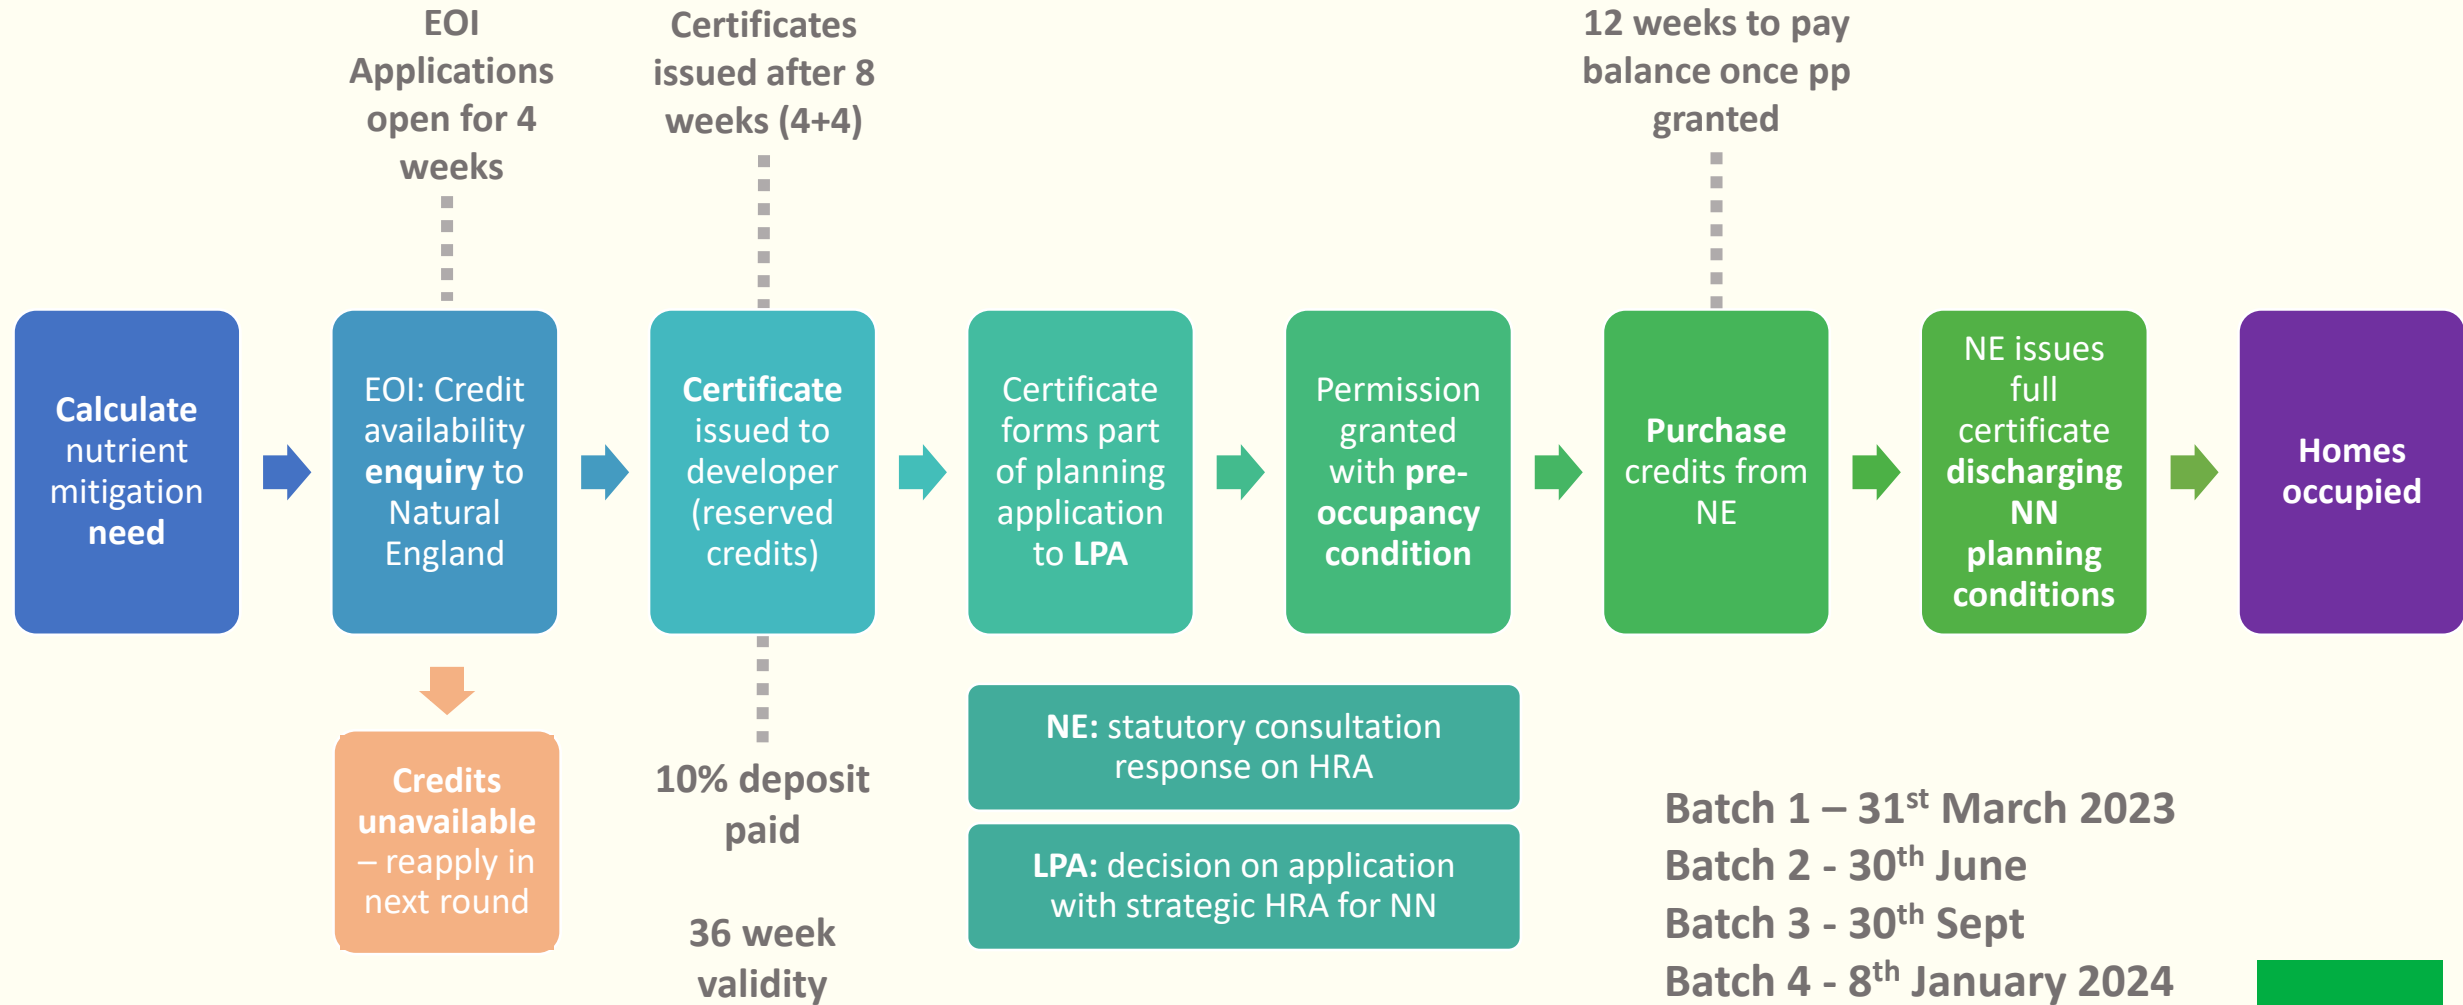 EOI
Applications
open for 4
weeks
Certificates
issued after 8
weeks (4+4)
12 weeks to pay
balance once pp
granted
Calculate
nutrient
mitigation
need
EOI: Credit
availability
enquiry to
Natural
England
Certificate
issued to
developer
(reserved
credits)
Certificate
forms part
of planning
application
to LPA
Permission
granted
with pre-
occupancy
condition
Purchase
credits from
NE
NE issues
full
certificate
discharging
NN
planning
conditions
Homes
occupied
Credits
unavailable
– reapply in
next round
10% deposit
paid
36 week
validity
NE: statutory consultation
response on HRA
LPA: decision on application
with strategic HRA for NN
Batch 1 – 31st March 2023
Batch 2 - 30th June
Batch 3 - 30th Sept
Batch 4 - 8th January 2024